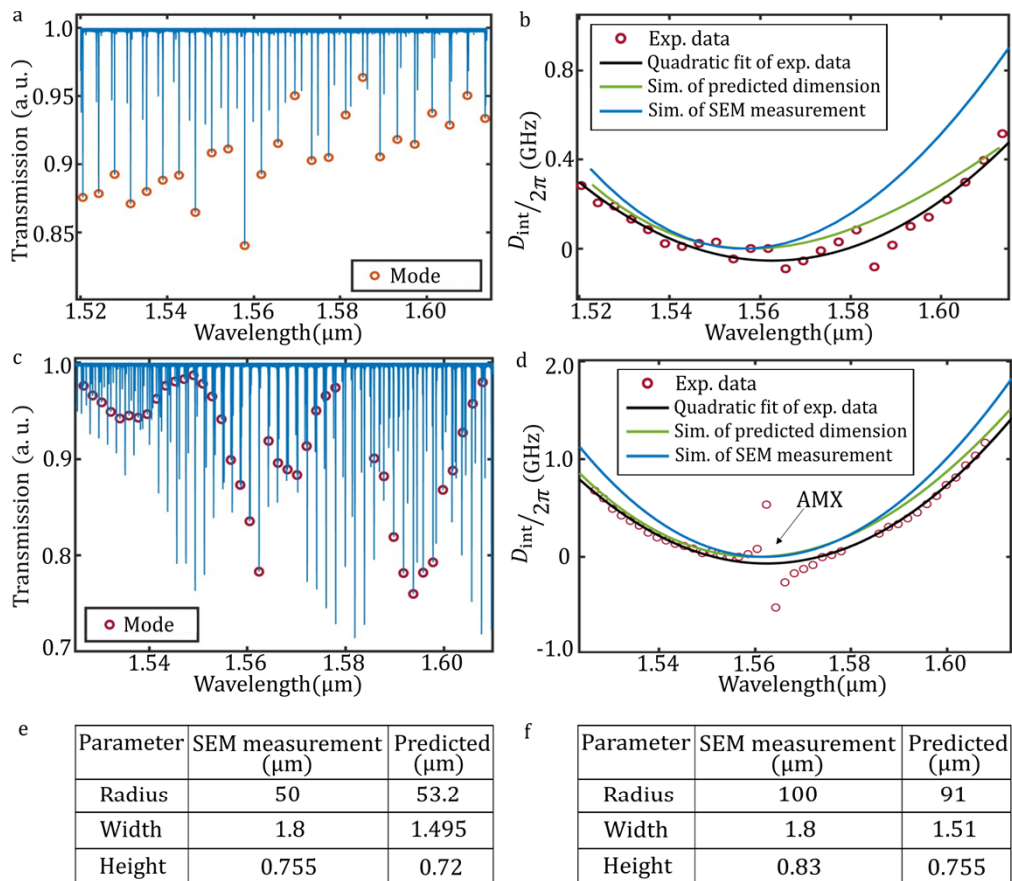 a
Transmission (a. u.)
1.0
0.95
0.9
0.85
Mode
1.52 1.54 1.56 1.58 1.60
Wavelength(μm)
b
D_int/2π (GHz)
0.8
0.4
0
Exp. data
Quadratic fit of exp. data
Sim. of predicted dimension
Sim. of SEM measurement
1.52 1.54 1.56 1.58 1.60
Wavelength(μm)
c
Transmission (a. u.)
1.0
0.9
0.8
0.7
Mode
1.54 1.56 1.58 1.60
Wavelength(μm)
d
D_int/2π (GHz)
2.0
1.0
0
-1.0
Exp. data
Quadratic fit of exp. data
Sim. of predicted dimension
Sim. of SEM measurement
AMX
1.54 1.56 1.58 1.60
Wavelength(μm)
e
Parameter SEM measurement (μm) Predicted (μm)
Radius 50 53.2
Width 1.8 1.495
Height 0.755 0.72
f
Parameter SEM measurement (μm) Predicted (μm)
Radius 100 91
Width 1.8 1.51
Height 0.83 0.755